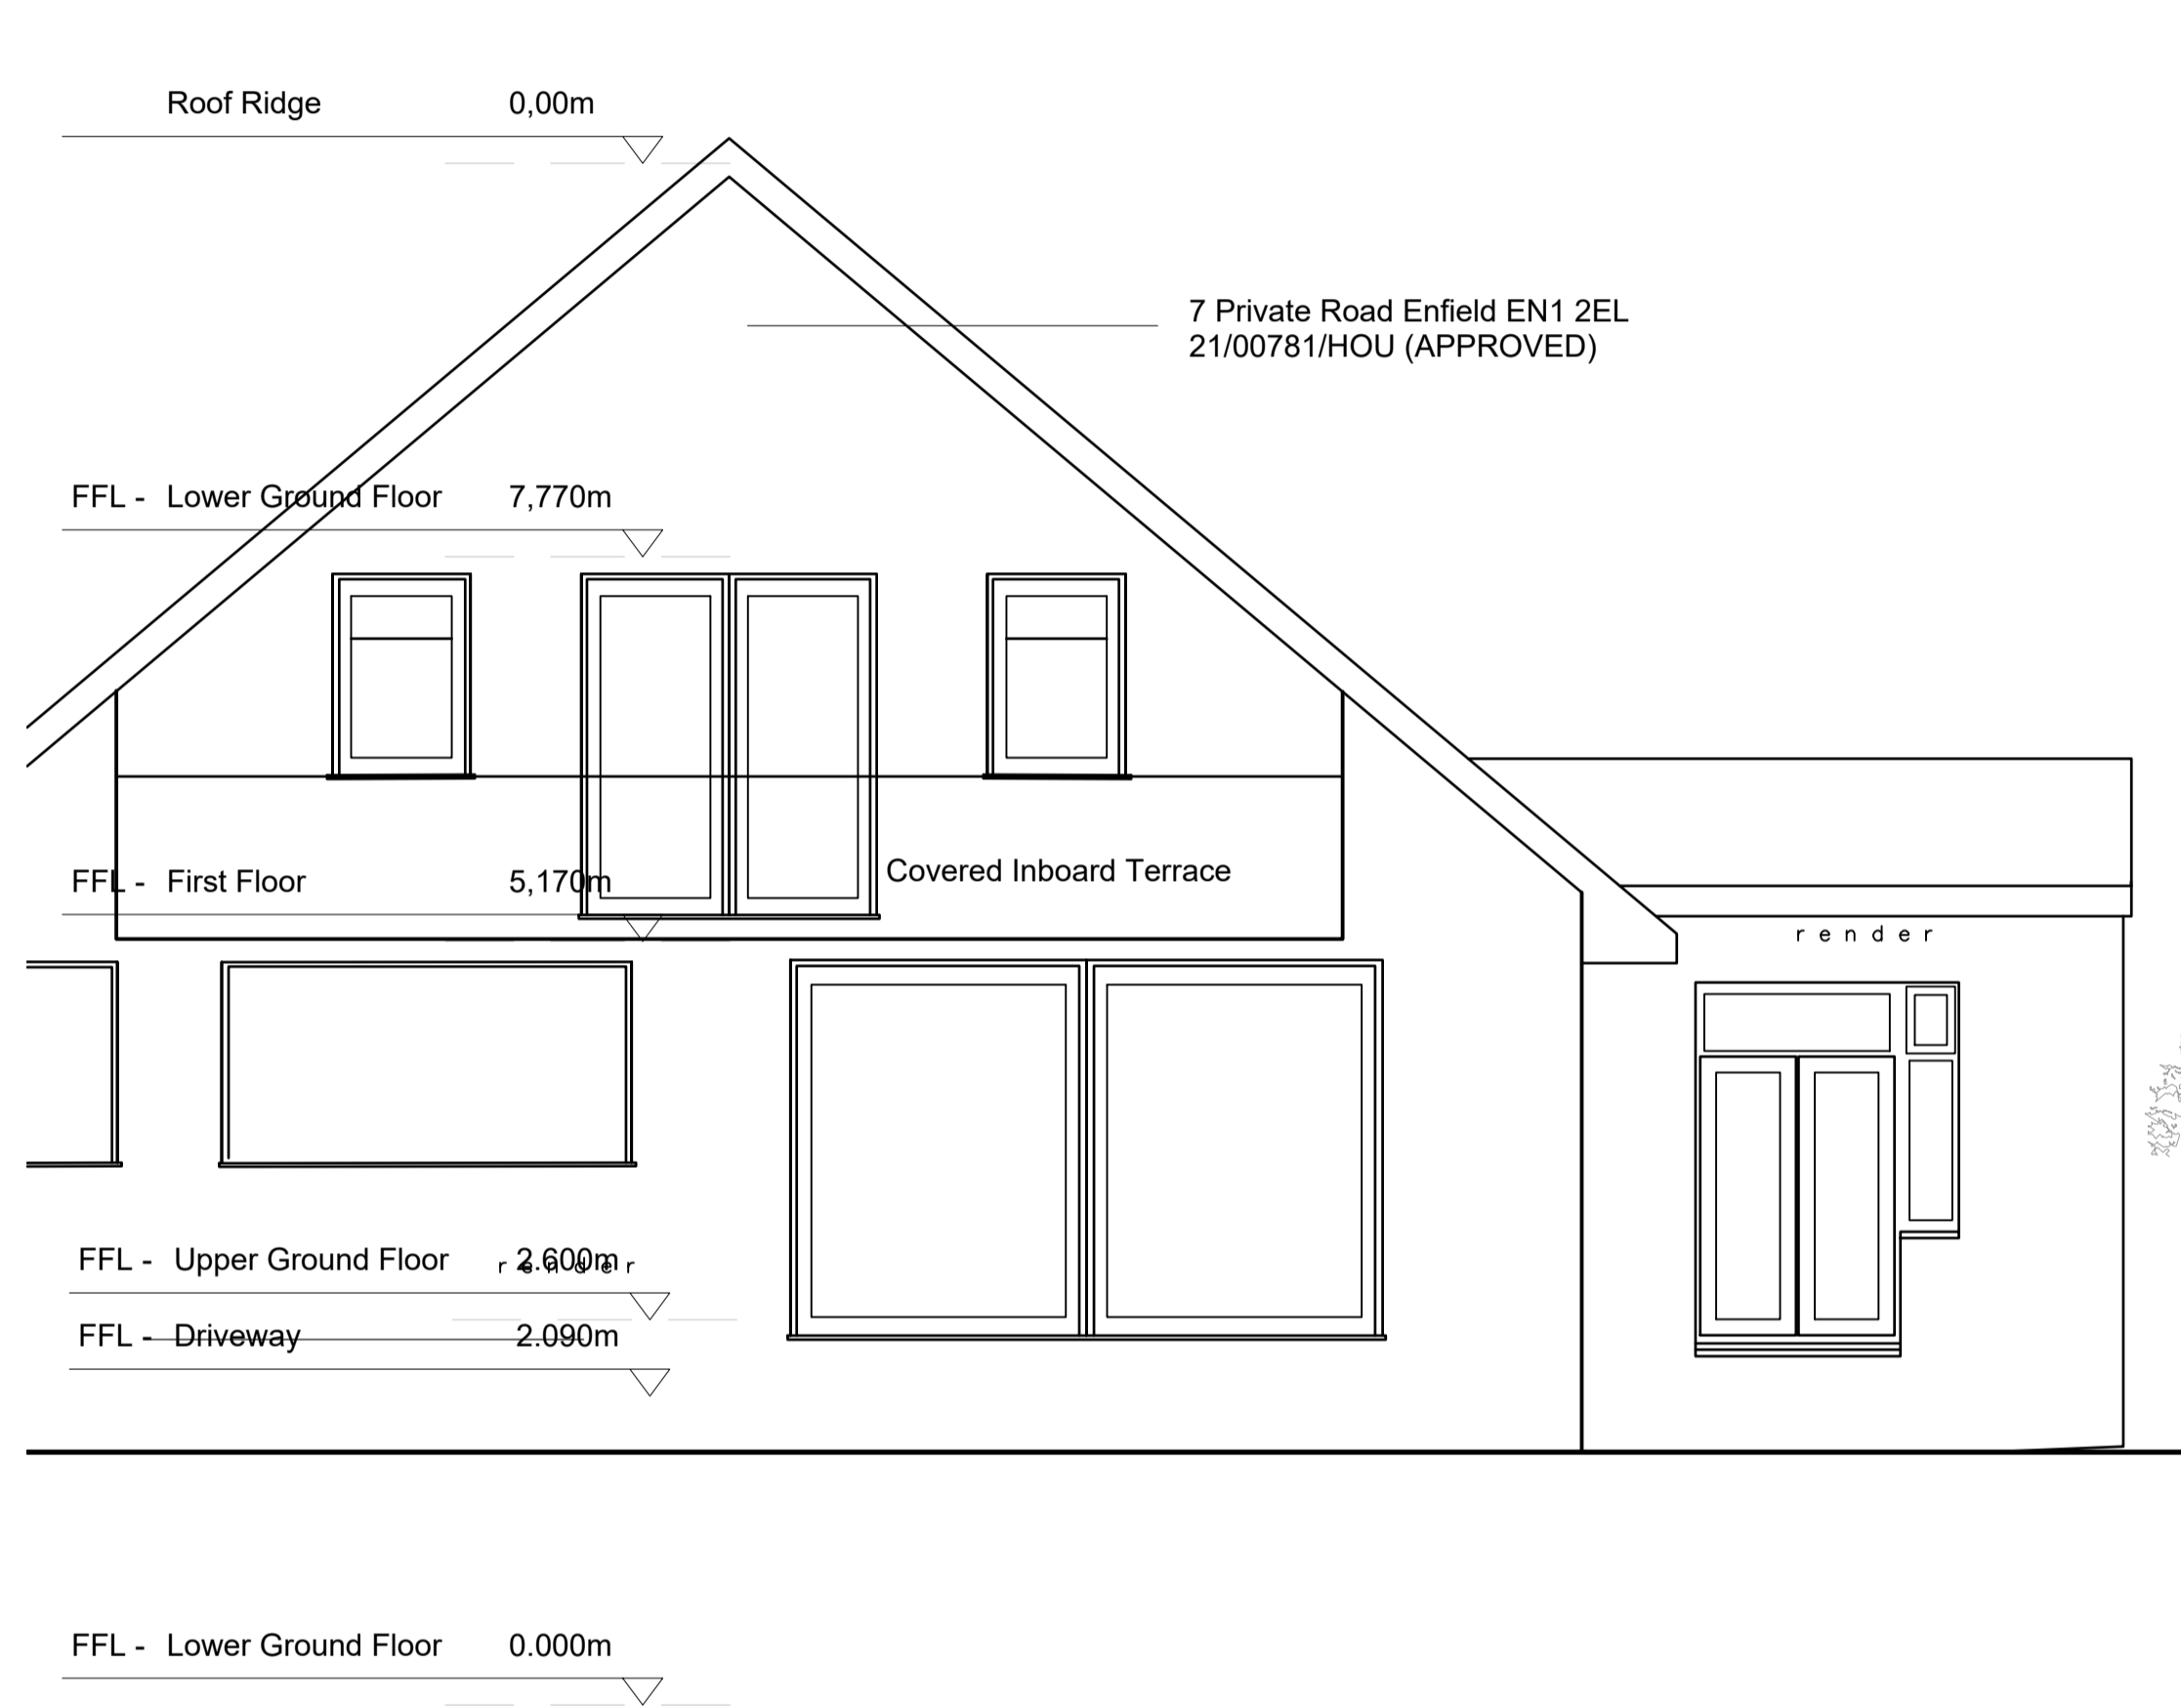 Roof Ridge 0,00m
7 Private Road Enfield EN1 2EL
21/00781/HOU (APPROVED)
FFL - Lower Ground Floor 7,770m
Covered Inboard Terrace
FFL - First Floor 5,170m
render
FFL - Upper Ground Floor 2.600m
render
FFL - Driveway 2.090m
FFL - Lower Ground Floor 0.000m